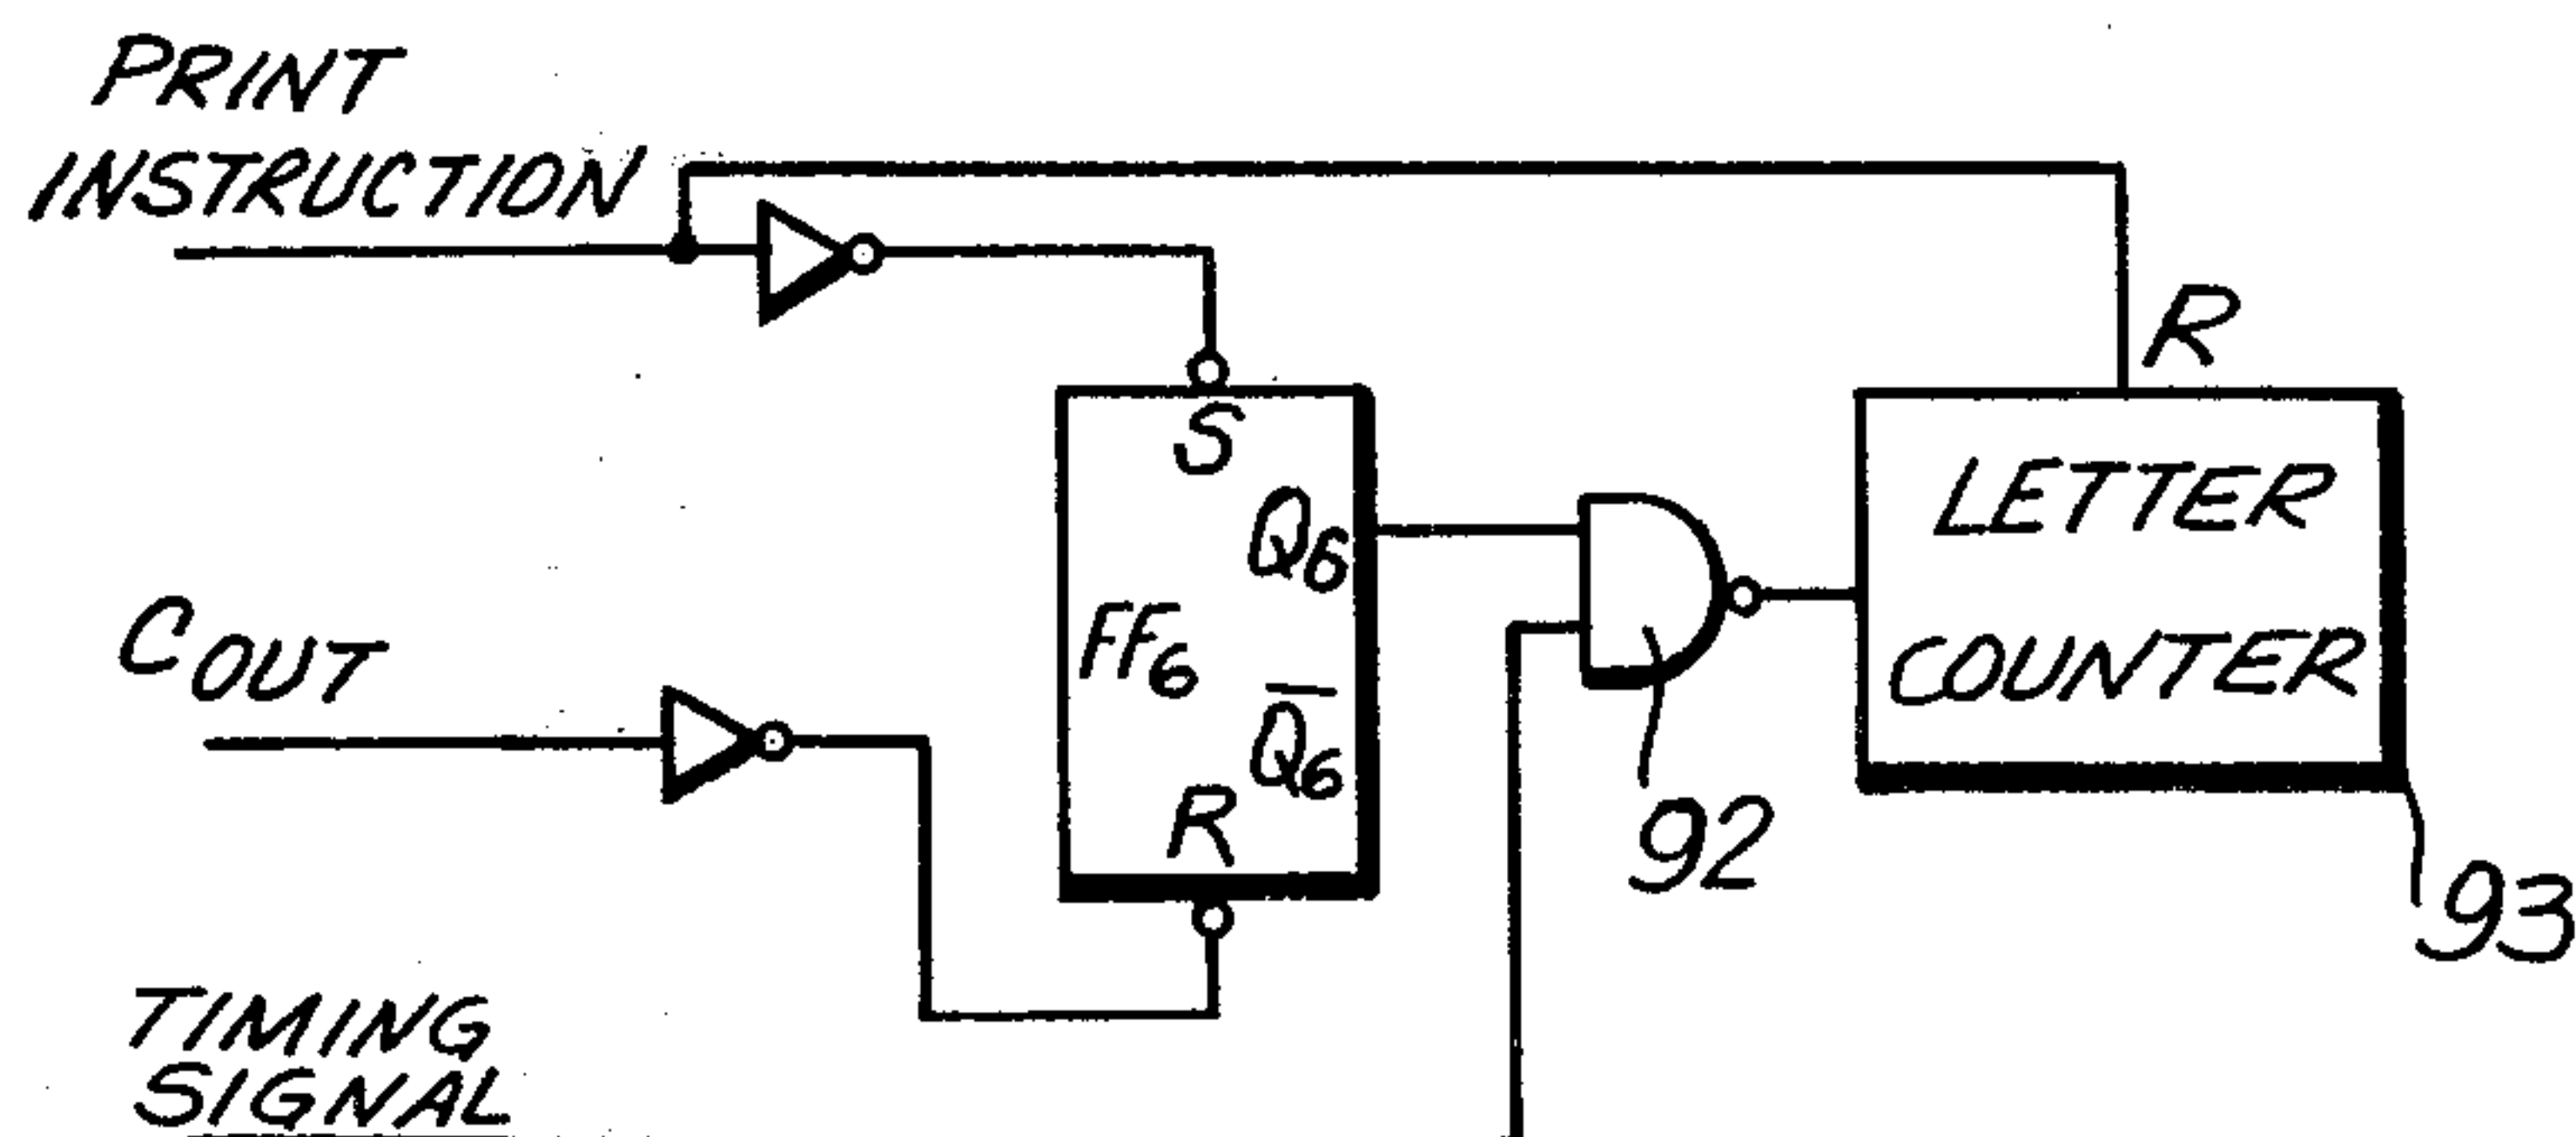 PRINT
INSTRUCTION
R
S
LETTER
Q6
COUT
FF6
COUNTER
Q̅6
R
92
93
TIMING
SIGNAL